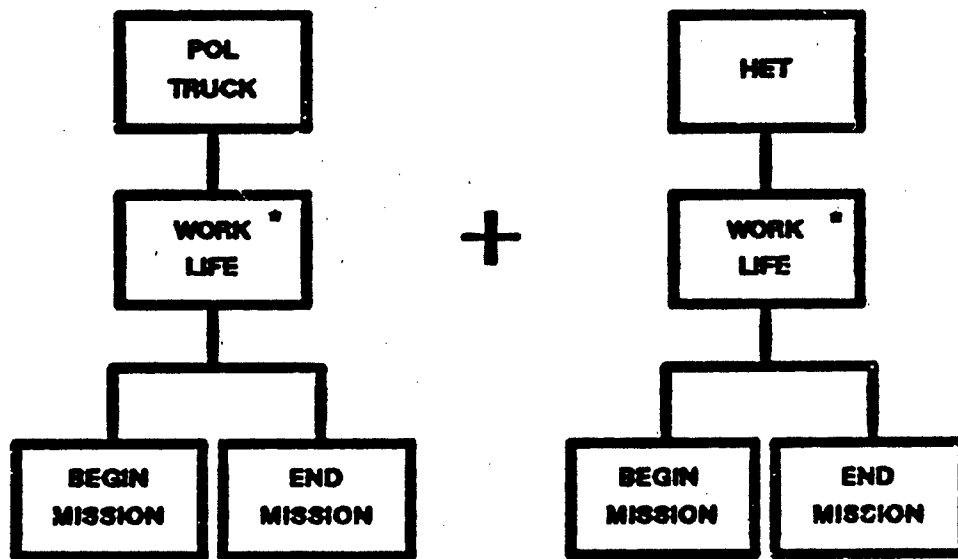 POL
TRUCK
HET
WORK *
LIFE
+
WORK *
LIFE
BEGIN
MISSION
END
MISSION
BEGIN
MISSION
END
MISSION